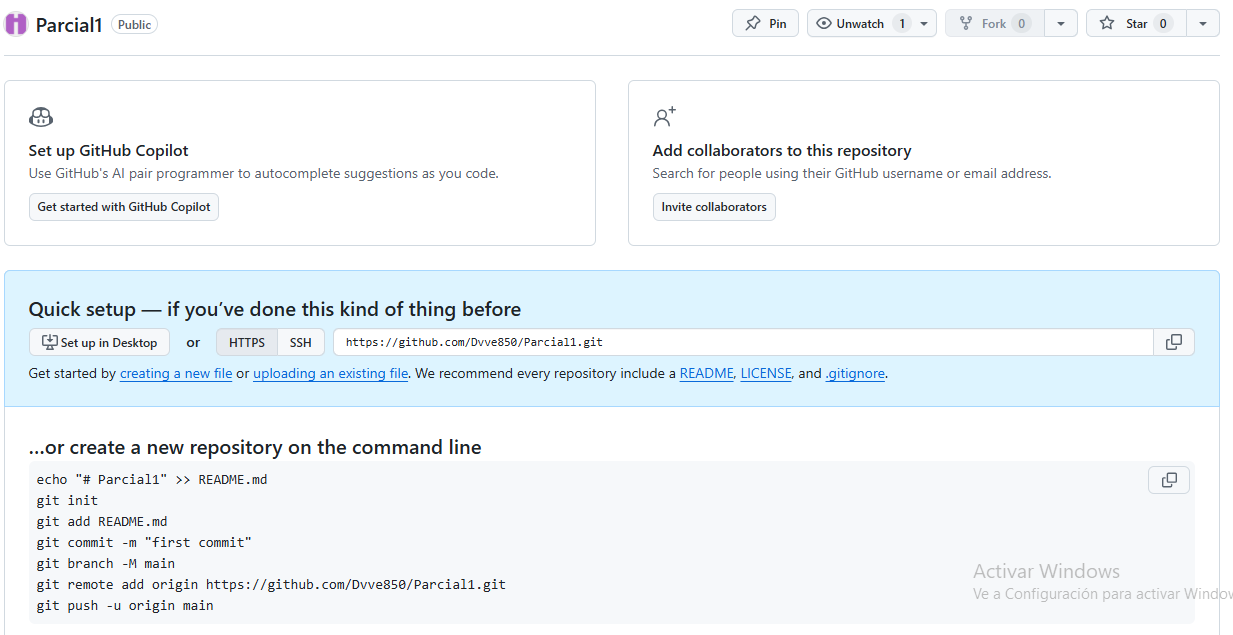 Parcial1 Public Pin Unwatch 1 Fork 0 Star 0
Set up GitHub Copilot
Use GitHub's AI pair programmer to autocomplete suggestions as you code.
Get started with GitHub Copilot
Add collaborators to this repository
Search for people using their GitHub username or email address.
Invite collaborators
Quick setup — if you’ve done this kind of thing before
Set up in Desktop or HTTPS SSH https://github.com/Dvve850/Parcial1.git
Get started by creating a new file or uploading an existing file. We recommend every repository include a README, LICENSE, and .gitignore.
…or create a new repository on the command line
echo "# Parcial1" >> README.md
git init
git add README.md
git commit -m "first commit"
git branch -M main
git remote add origin https://github.com/Dvve850/Parcial1.git
git push -u origin main
Activar Windows
Ve a Configuración para activar Window